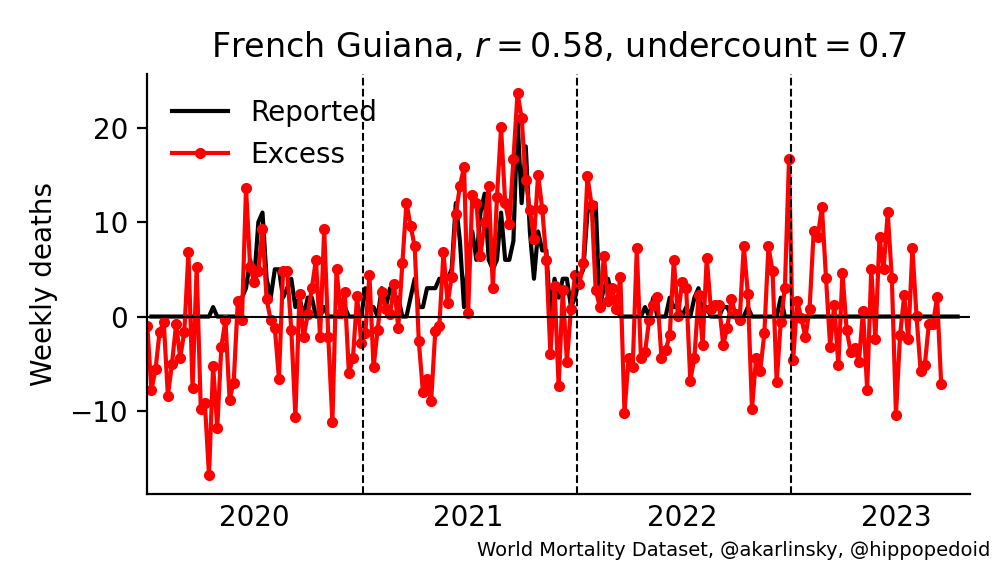 French Guiana, r = 0.58, undercount = 0.7
Reported
Excess
Weekly deaths
20
10
0
−10
2020 2021 2022 2023
World Mortality Dataset, @akarlinsky, @hippopedoid